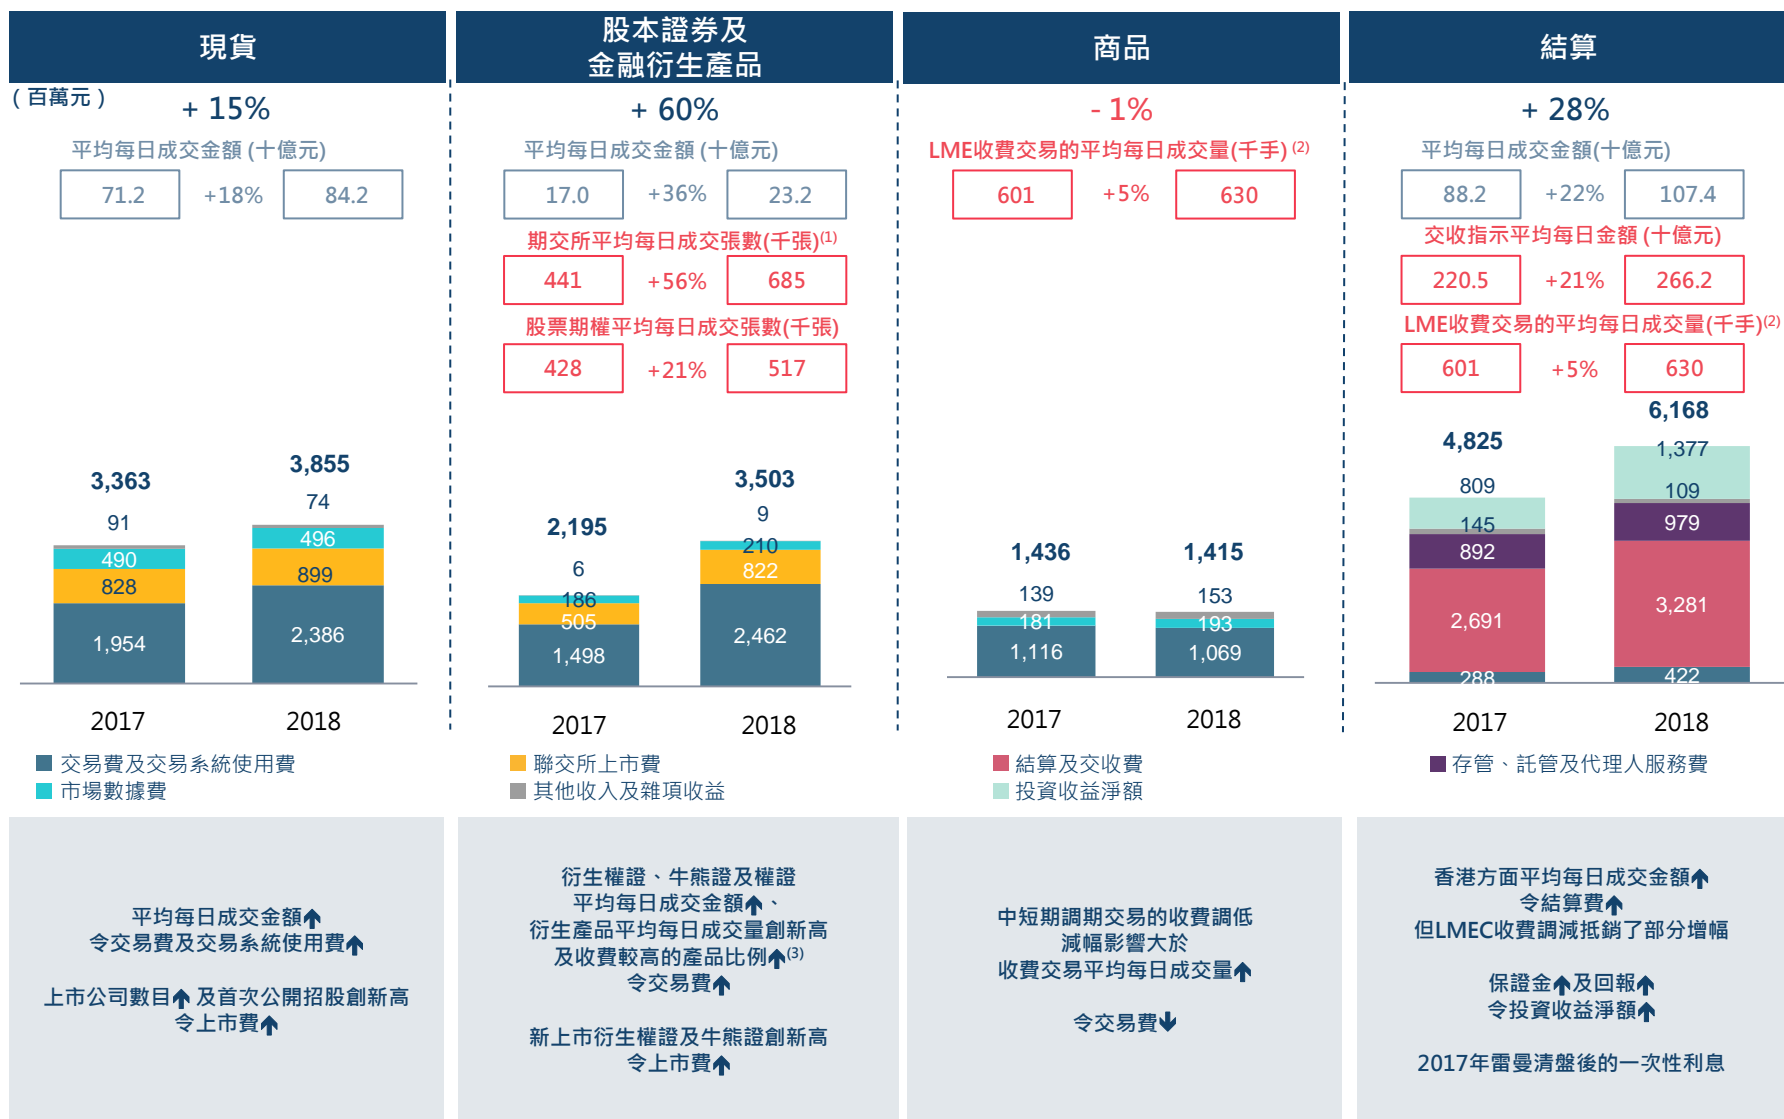 現貨
(百萬元)
+ 15%
平均每日成交金額 (十億元)
71.2
+18%
84.2
3,363
91
490
828
1,954
2017
3,855
74
496
899
2,386
2018
股本證券及
金融衍生產品
+ 60%
平均每日成交金額 (十億元)
17.0
+36%
23.2
期交所平均每日成交張數(千張)(1)
441
+56%
685
股票期權平均每日成交張數(千張)
428
+21%
517
2,195
6
186
505
1,498
2017
3,503
9
210
822
2,462
2018
商品
- 1%
LME收費交易的平均每日成交量(千手) (2)
601
+5%
630
1,436
139
181
1,116
2017
1,415
153
193
1,069
2018
結算
+ 28%
平均每日成交金額(十億元)
88.2
+22%
107.4
交收指示平均每日金額 (十億元)
220.5
+21%
266.2
LME收費交易的平均每日成交量(千手)(2)
601
+5%
630
4,825
809
145
892
2,691
288
2017
6,168
1,377
109
979
3,281
422
2018
交易費及交易系統使用費
市場數據費
聯交所上市費
其他收入及雜項收益
結算及交收費
投資收益淨額
存管、託管及代理人服務費
平均每日成交金額↑
令交易費及交易系統使用費↑
上市公司數目↑ 及首次公開招股創新高
令上市費↑
衍生權證、牛熊證及權證
平均每日成交金額↑、
衍生產品平均每日成交量創新高
及收費較高的產品比例↑(3)
令交易費↑
新上市衍生權證及牛熊證創新高
令上市費↑
中短期調期交易的收費調低
減幅影響大於
收費交易平均每日成交量↑
令交易費↓
香港方面平均每日成交金額↑
令結算費↑
但LMEC收費調減抵銷了部分增幅
保證金↑及回報↑
令投資收益淨額↑
2017年雷曼清盤後的一次性利息